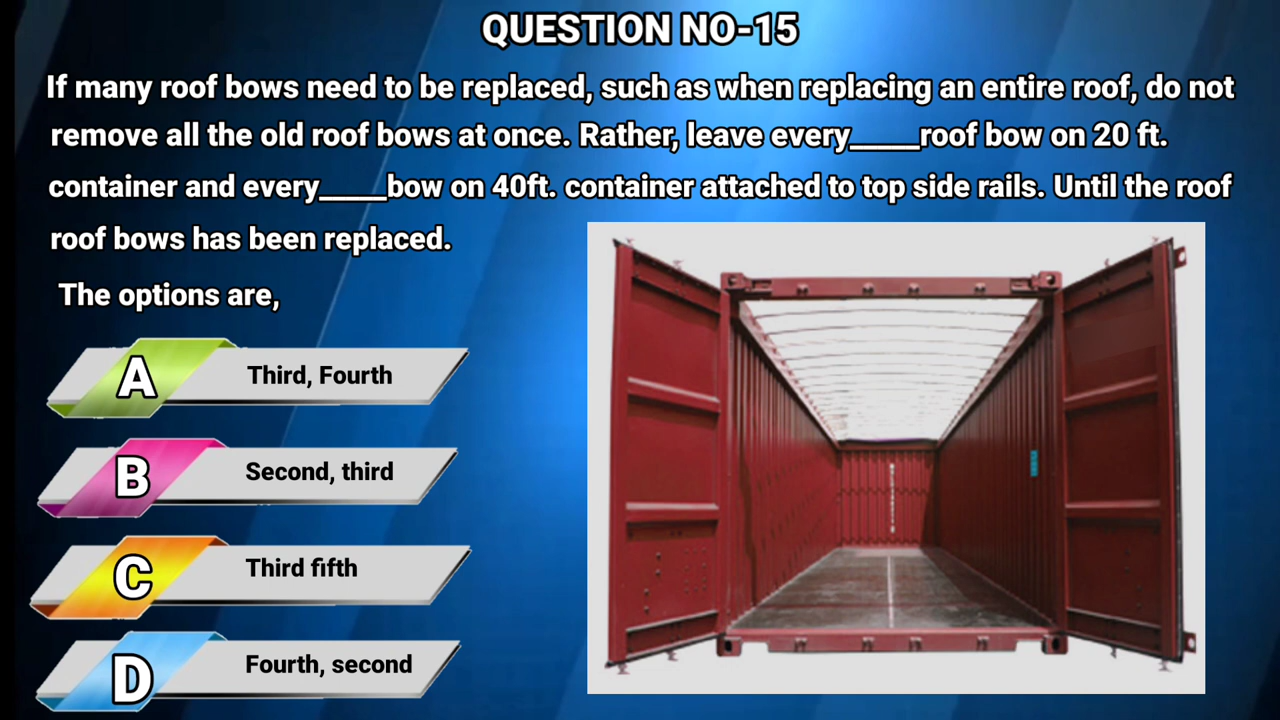 QUESTION NO-15
If many roof bows need to be replaced, such as when replacing an entire roof, do not
remove all the old roof bows at once. Rather, leave every_____roof bow on 20 ft.
container and every_____bow on 40ft. container attached to top side rails. Until the roof
roof bows has been replaced.
The options are,
A Third, Fourth
B Second, third
C Third fifth
D Fourth, second